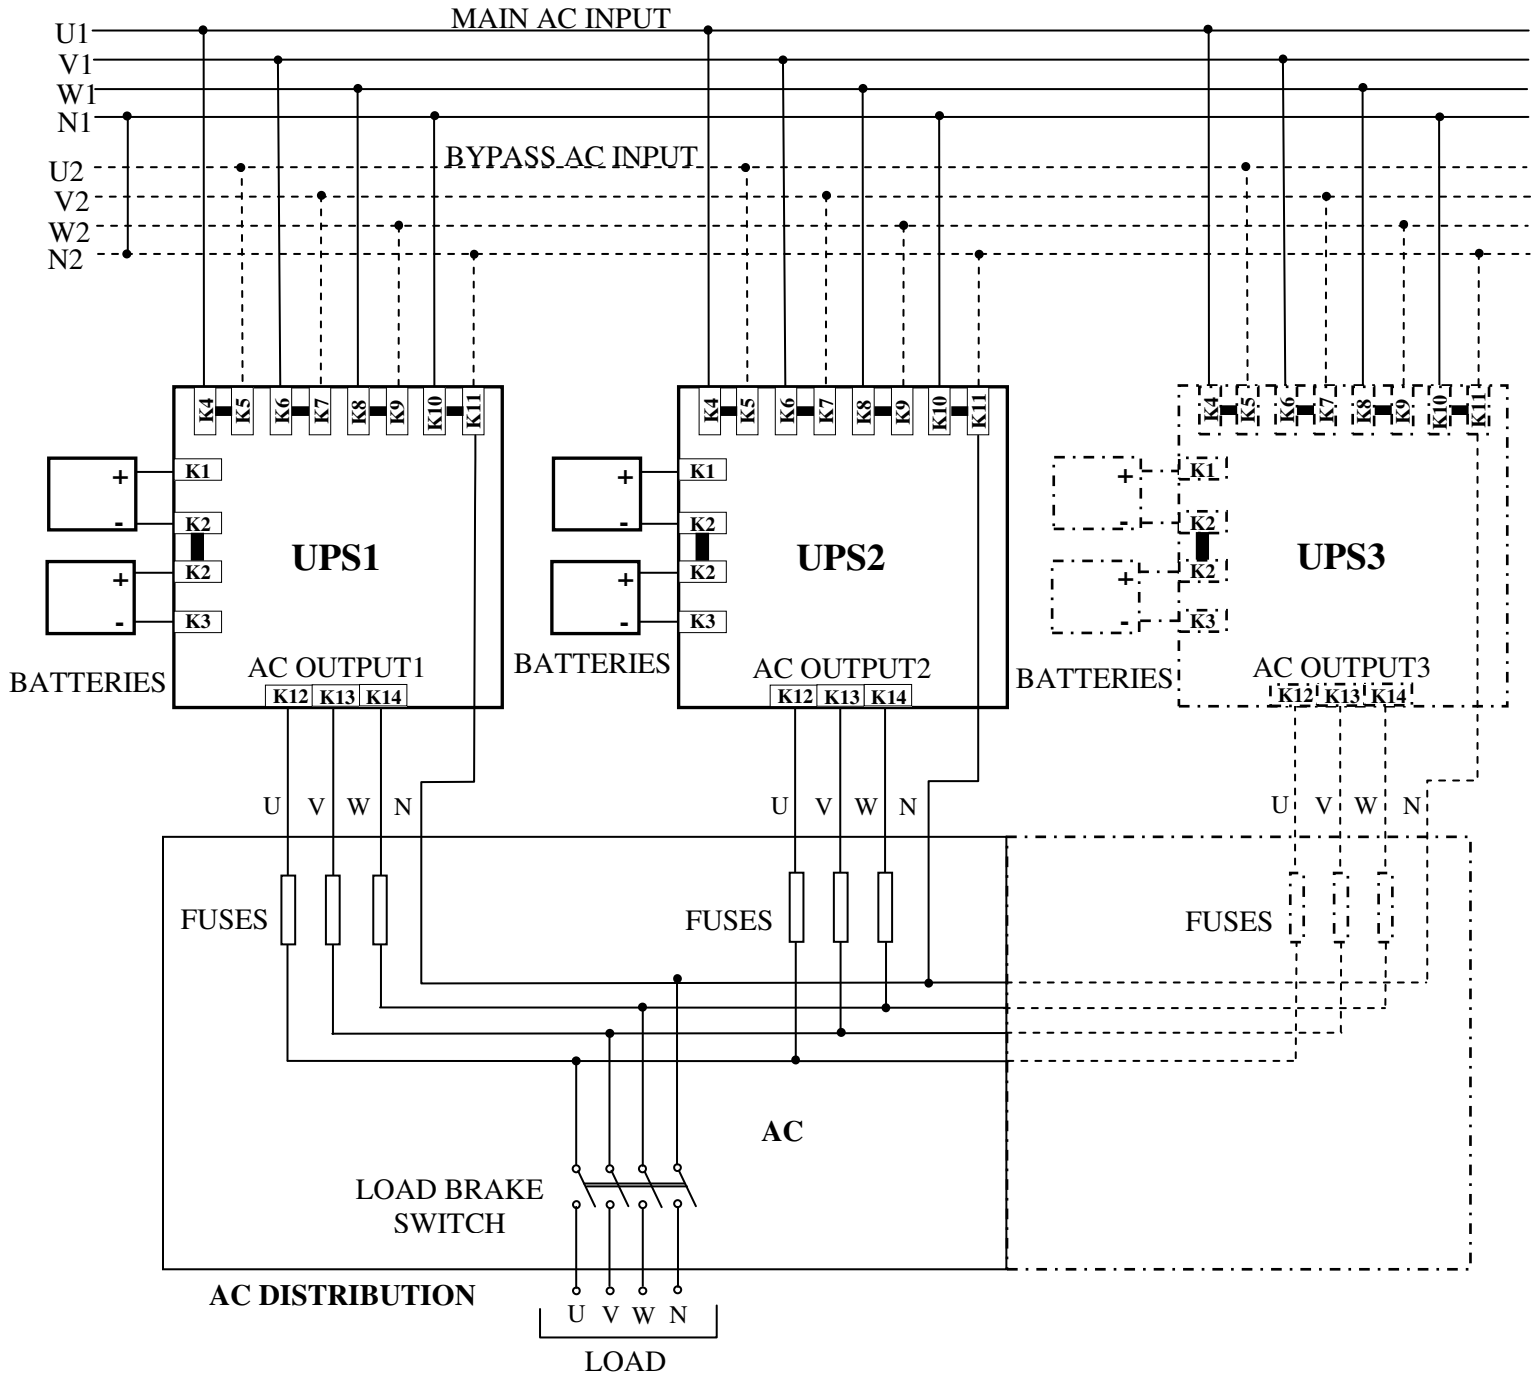 MAIN AC INPUT
U1
V1
W1
N1
BYPASS AC INPUT
U2
V2
W2
N2
K4 K5 K6 K7 K8 K9 K10 K11
K4 K5 K6 K7 K8 K9 K10 K11
K4 K5 K6 K7 K8 K9 K10 K11
+ K1
- K2
+ K2
- K3
UPS1
BATTERIES
AC OUTPUT1
K12 K13 K14
+ K1
- K2
+ K2
- K3
UPS2
BATTERIES
AC OUTPUT2
K12 K13 K14
+ K1
- K2
+ K2
- K3
UPS3
BATTERIES
AC OUTPUT3
K12 K13 K14
U V W N
U V W N
U V W N
FUSES
FUSES
FUSES
AC
LOAD BRAKE
SWITCH
AC DISTRIBUTION
U V W N
LOAD